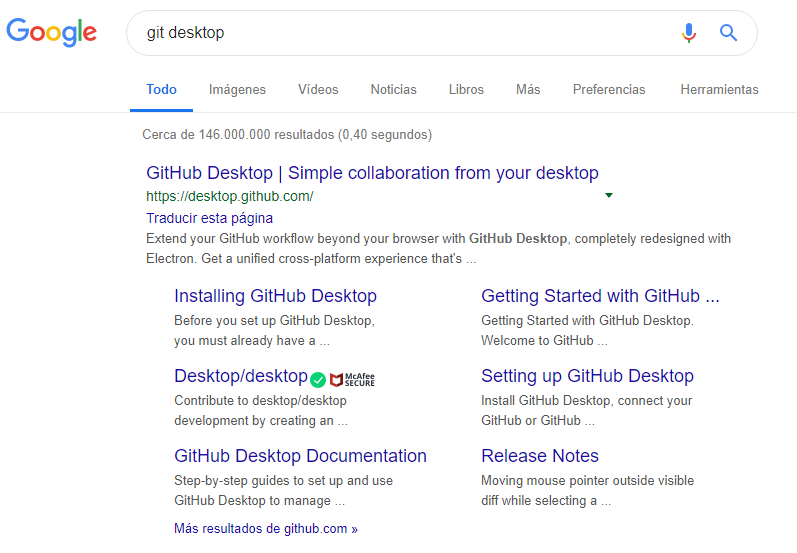 Google
git desktop
Todo Imágenes Vídeos Noticias Libros Más Preferencias Herramientas
Cerca de 146.000.000 resultados (0,40 segundos)
GitHub Desktop | Simple collaboration from your desktop
https://desktop.github.com/
Traducir esta página
Extend your GitHub workflow beyond your browser with GitHub Desktop, completely redesigned with
Electron. Get a unified cross-platform experience that's ...
Installing GitHub Desktop
Before you set up GitHub Desktop,
you must already have a ...
Getting Started with GitHub ...
Getting Started with GitHub Desktop.
Welcome to GitHub ...
Desktop/desktop McAfee SECURE
Contribute to desktop/desktop
development by creating an ...
Setting up GitHub Desktop
Install GitHub Desktop, connect your
GitHub or GitHub ...
GitHub Desktop Documentation
Step-by-step guides to set up and use
GitHub Desktop to manage ...
Release Notes
Moving mouse pointer outside visible
diff while selecting a ...
Más resultados de github.com »